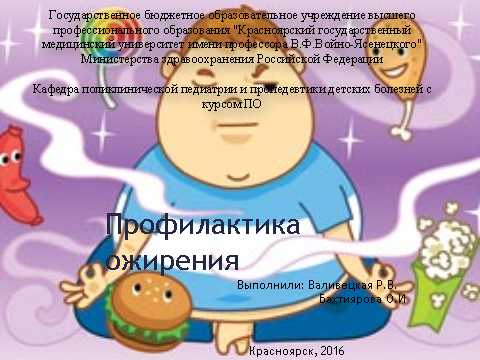 Государственное бюджетное образовательное учреждение высшего
профессионального образования "Красноярский государственный
медицинский университет имени профессора В.Ф.Войно-Ясенецкого"
Министерства здравоохранения Российской Федерации
Кафедра поликлинической педиатрии и пропедевтики детских болезней с
курсом ПО
Профилактика
ожирения
Выполнили: Валивецкая Р.В.
Бахтиярова О.И.
Красноярск, 2016